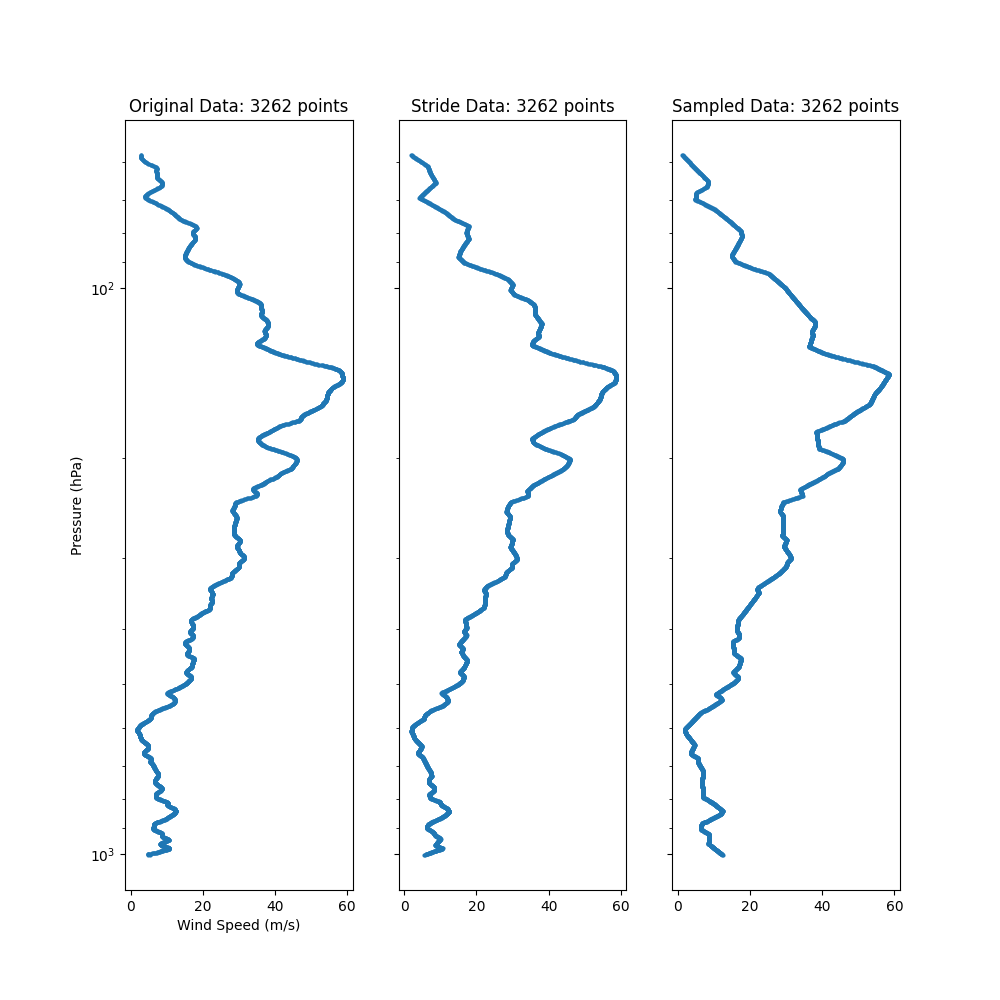 Original Data: 3262 points
Stride Data: 3262 points
Sampled Data: 3262 points
Pressure (hPa)
10²
10³
0 20 40 60
0 20 40 60
0 20 40 60
Wind Speed (m/s)